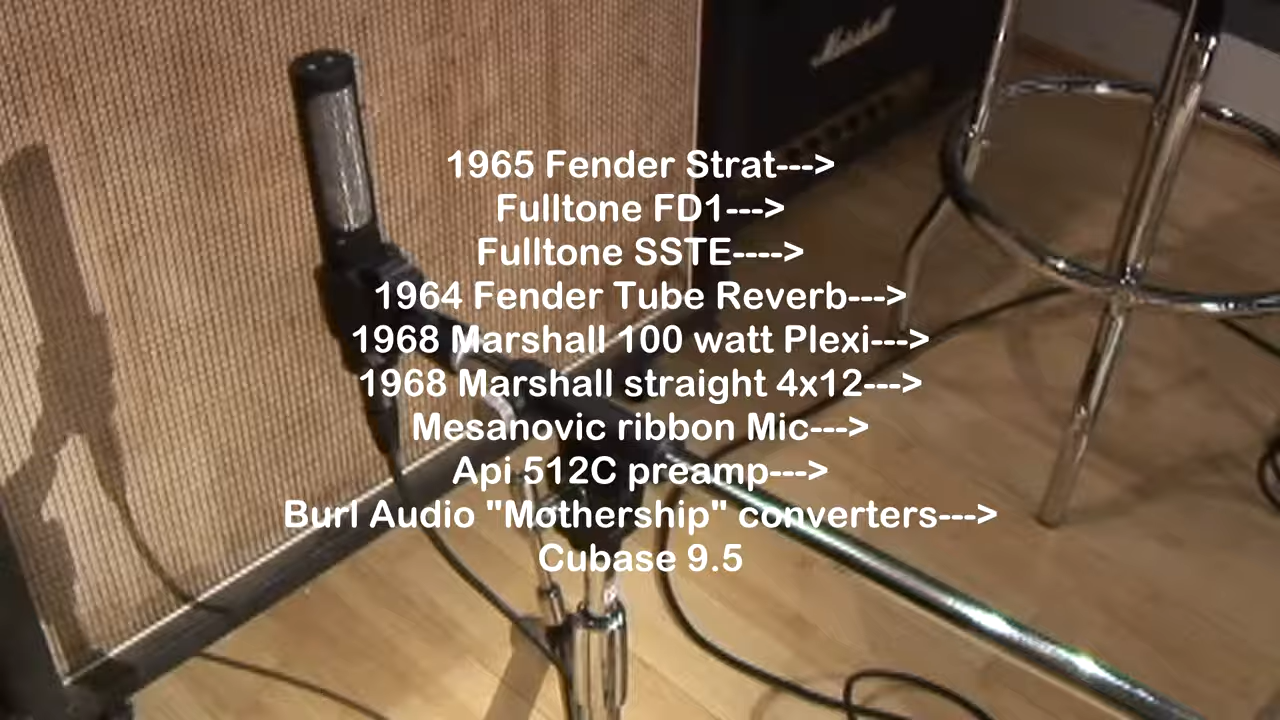 Marshall
1965 Fender Strat--->
Fulltone FD1--->
Fulltone SSTE---->
1964 Fender Tube Reverb--->
1968 Marshall 100 watt Plexi--->
1968 Marshall straight 4x12--->
Mesanovic ribbon Mic--->
Api 512C preamp--->
Burl Audio "Mothership" converters--->
Cubase 9.5